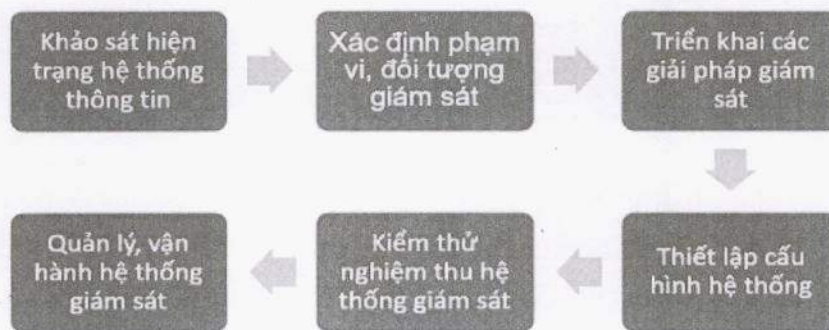 Khảo sát hiện
trạng hệ thống
thông tin
Xác định phạm
vi, đối tượng
giám sát
Triển khai các
giải pháp giám
sát
Thiết lập cấu
hình hệ thống
Kiểm thử
nghiệm thu hệ
thống giám sát
Quản lý, vận
hành hệ thống
giám sát